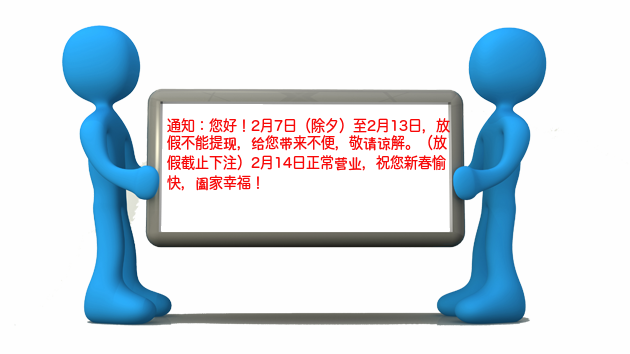 通知：您好！2月7日（除夕）至2月13日，放
假不能提现，给您带来不便，敬请谅解。（放
假截止下注）2月14日正常营业，祝您新春愉
快，阖家幸福！